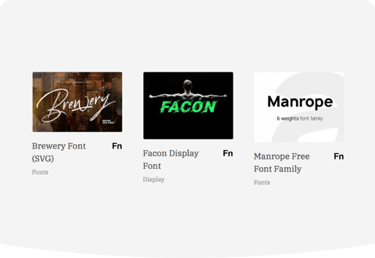 Brewery
FACON
Manrope
6 weights font family
Brewery Font
(SVG)
Fn
Fonts
Facon Display
Font
Fn
Display
Manrope Free
Font Family
Fn
Fonts